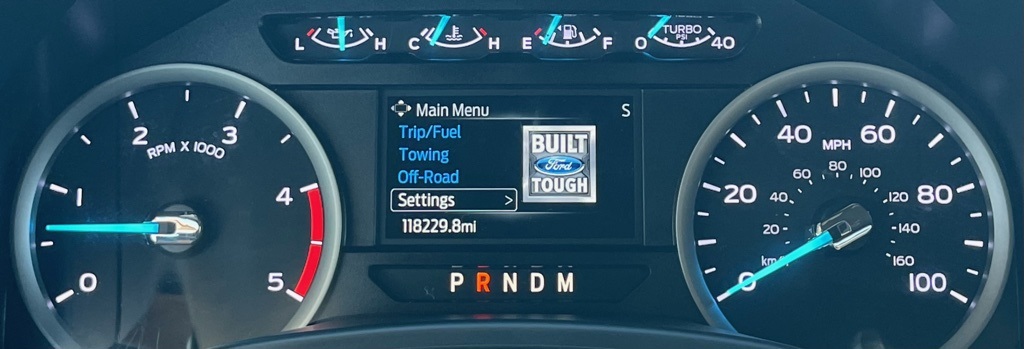 L H C H E F 0 TURBO PSI 40
0 1 2 3 4 5
RPM X 1000
Main Menu S
Trip/Fuel
Towing
Off-Road
Settings >
118229.8mi
BUILT
Ford
TOUGH
P R N D M
0 20 40 60 80 100
MPH
20 40 60 80 100 120 140 160